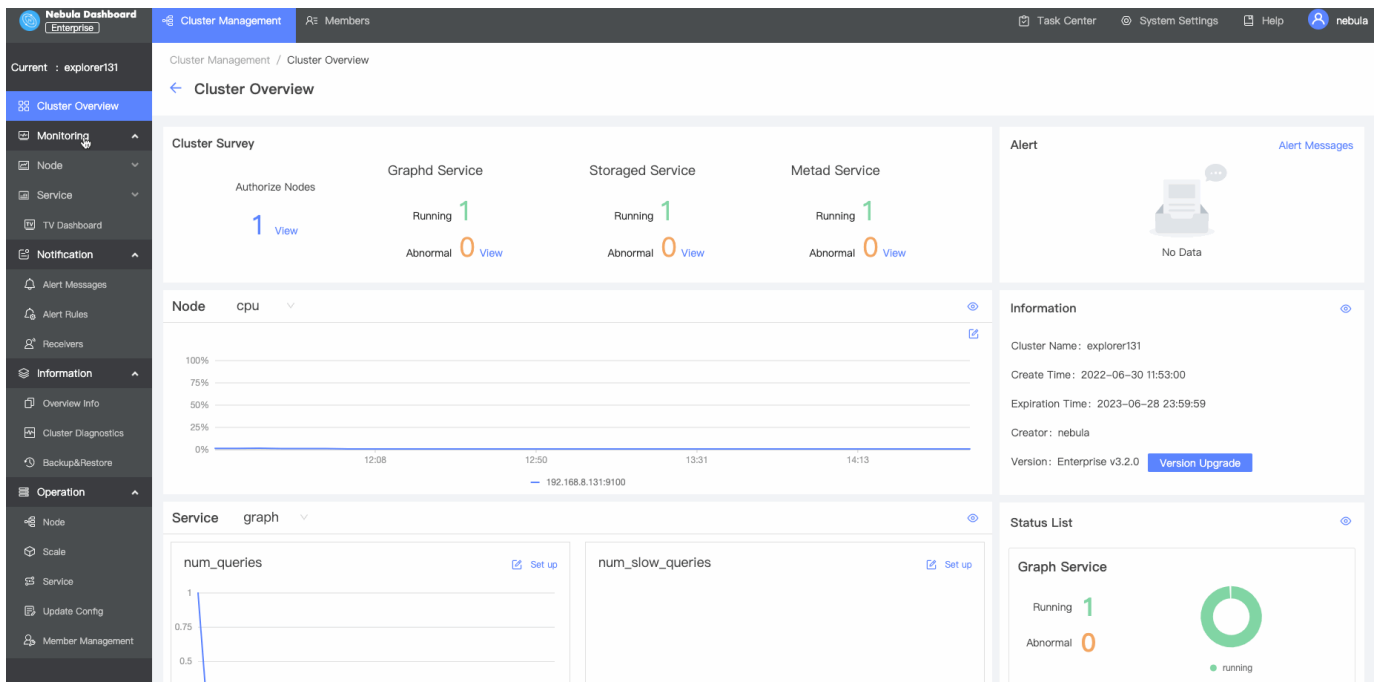 Nebula Dashboard
Enterprise
Cluster Management
Members
Task Center
System Settings
Help
nebula
Current : explorer131
Cluster Overview
Monitoring
Node
Service
TV Dashboard
Notification
Alert Messages
Alert Rules
Receivers
Information
Overview Info
Cluster Diagnostics
Backup&Restore
Operation
Node
Scale
Service
Update Config
Member Management
Cluster Management / Cluster Overview
← Cluster Overview
Cluster Survey
Authorize Nodes
1 View
Graphd Service
Running 1
Abnormal 0 View
Storaged Service
Running 1
Abnormal 0 View
Metad Service
Running 1
Abnormal 0 View
Alert
Alert Messages
No Data
Node cpu
100%
75%
50%
25%
0%
12:08 12:50 13:31 14:13
192.168.8.131:9100
Information
Cluster Name: explorer131
Create Time: 2022-06-30 11:53:00
Expiration Time: 2023-06-28 23:59:59
Creator: nebula
Version: Enterprise v3.2.0 Version Upgrade
Service graph
num_queries
Set up
1
0.75
0.5
num_slow_queries
Set up
Status List
Graph Service
Running 1
Abnormal 0
running